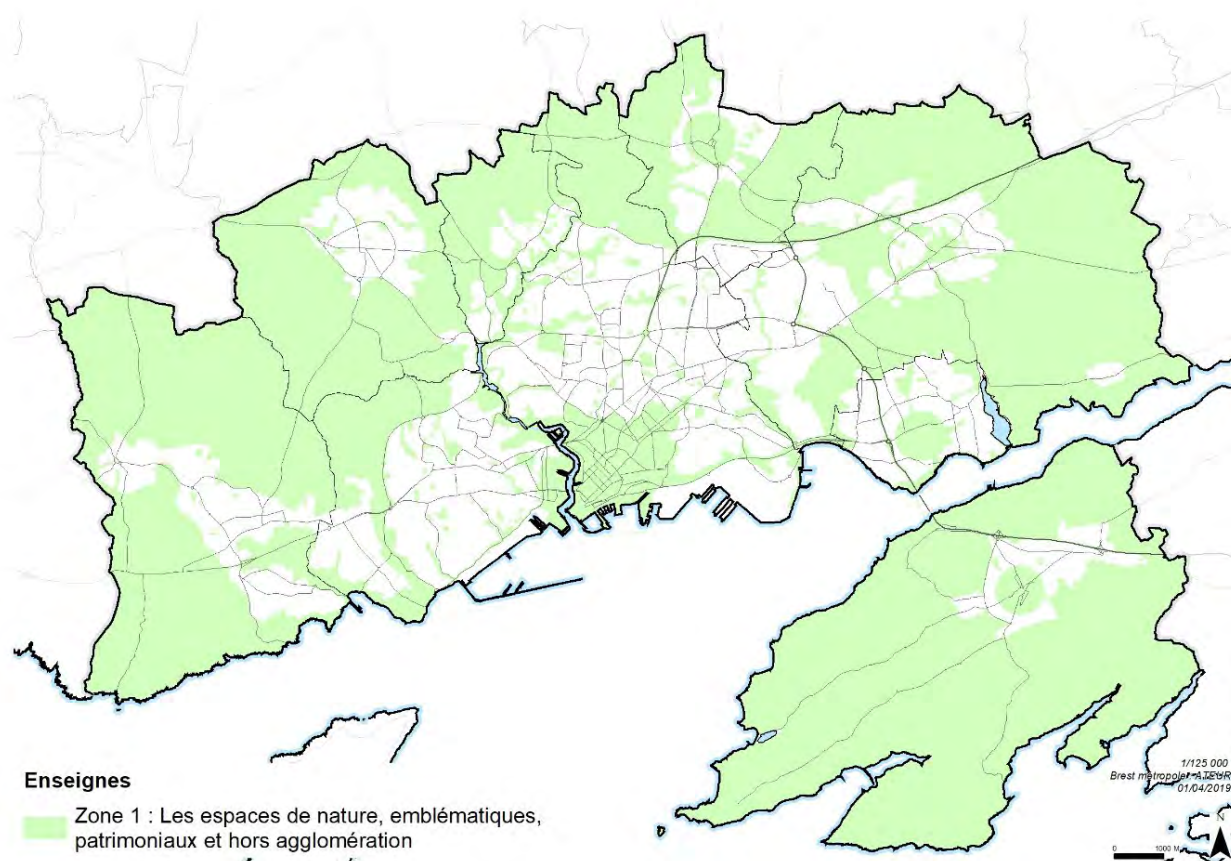 Enseignes
Zone 1 : Les espaces de nature, emblématiques,
patrimoniaux et hors agglomération
1/125 000
Brest métropole - ATEUR
01/04/2019
N
0 1000 M